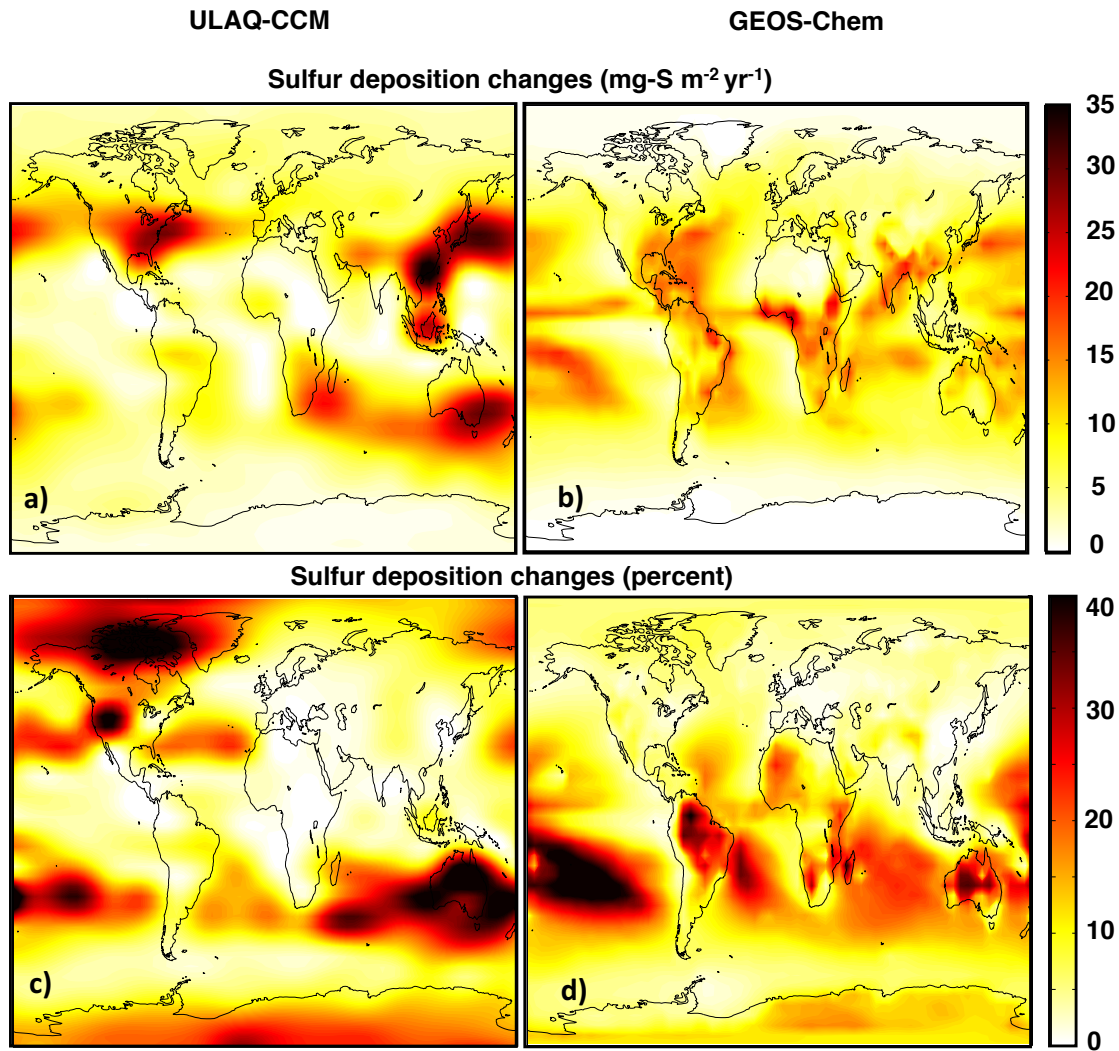 ULAQ-CCM GEOS-Chem
Sulfur deposition changes (mg-S m⁻² yr⁻¹)
35
30
25
20
15
10
5
0
a) b)
Sulfur deposition changes (percent)
40
30
20
10
0
c) d)